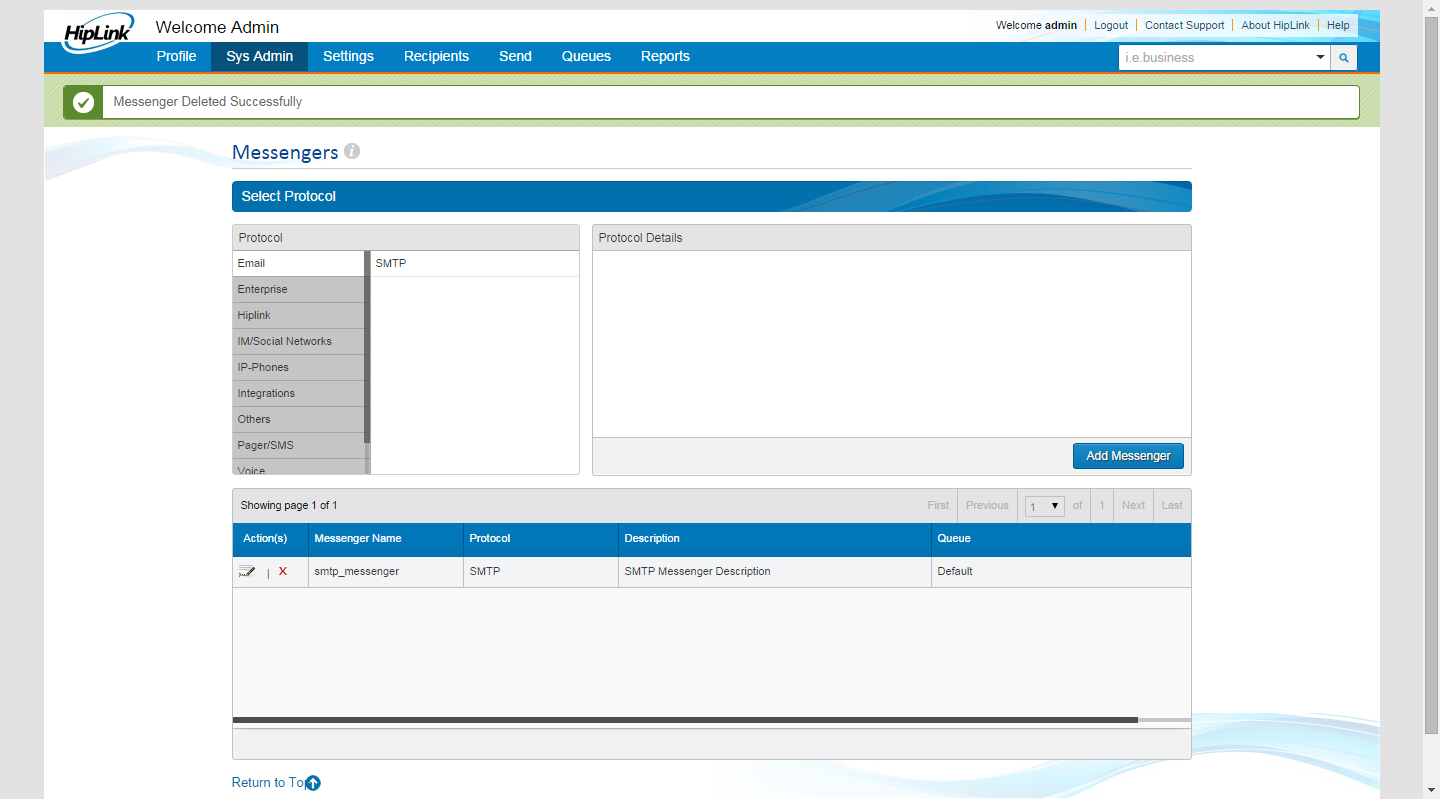 HipLink
Welcome Admin
Welcome admin Logout Contact Support About HipLink Help
Profile Sys Admin Settings Recipients Send Queues Reports
i.e.business
Messenger Deleted Successfully
Messengers i
Select Protocol
Protocol
Email
Enterprise
Hiplink
IM/Social Networks
IP-Phones
Integrations
Others
Pager/SMS
Voice
SMTP
Protocol Details
Add Messenger
Showing page 1 of 1
First Previous 1 of 1 Next Last
Action(s) Messenger Name Protocol Description Queue
| X smtp_messenger SMTP SMTP Messenger Description Default
Return to Top